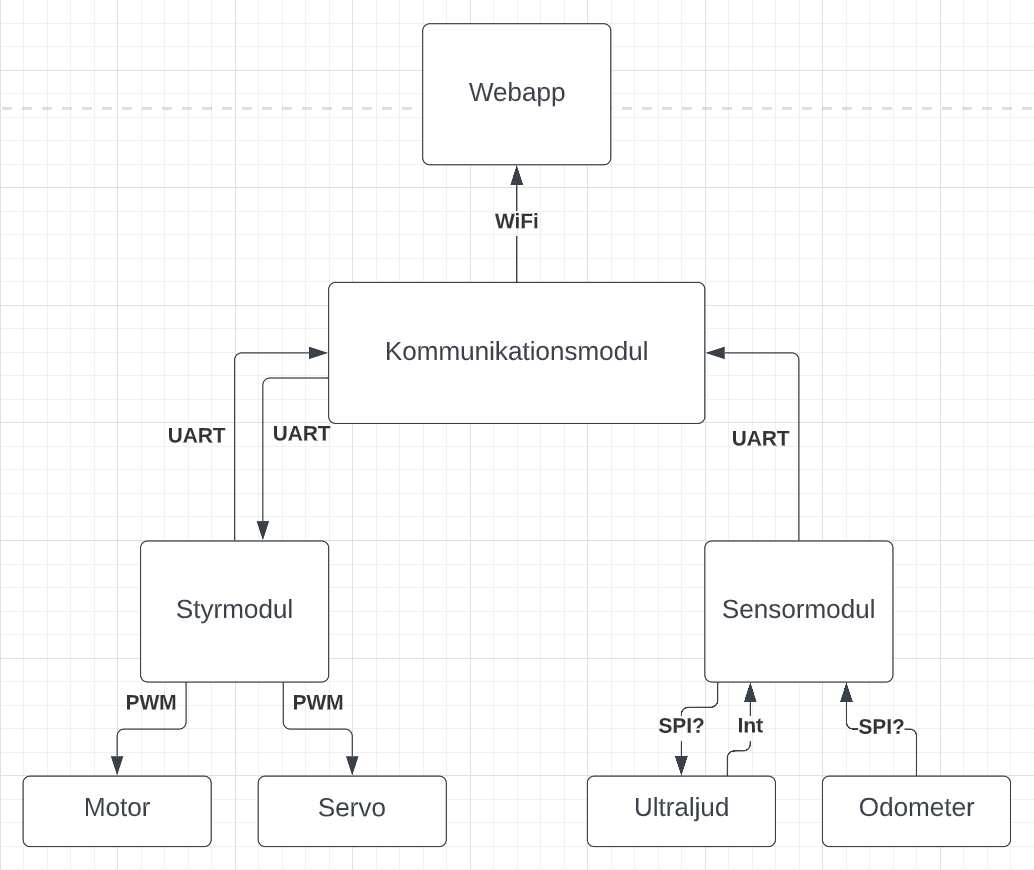 Webapp
WiFi
Kommunikationsmodul
UART
UART
UART
Styrmodul
Sensormodul
PWM
PWM
SPI?
Int
SPI?
Motor
Servo
Ultraljud
Odometer